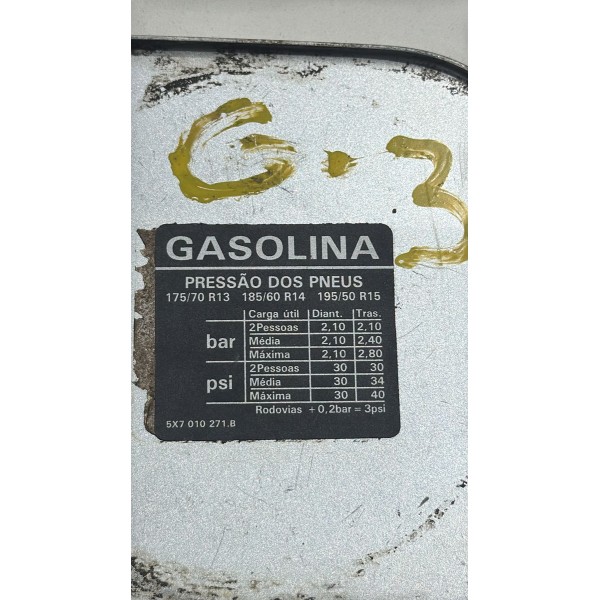 G-3
GASOLINA
PRESSÃO DOS PNEUS
175/70 R13 185/60 R14 195/50 R15
Carga útil Diant. Tras.
bar
2Pessoas 2,10 2,10
Média 2,10 2,40
Máxima 2,10 2,80
psi
2Pessoas 30 30
Média 30 34
Máxima 30 40
Rodovias + 0,2bar = 3psi
5X7 010 271.B